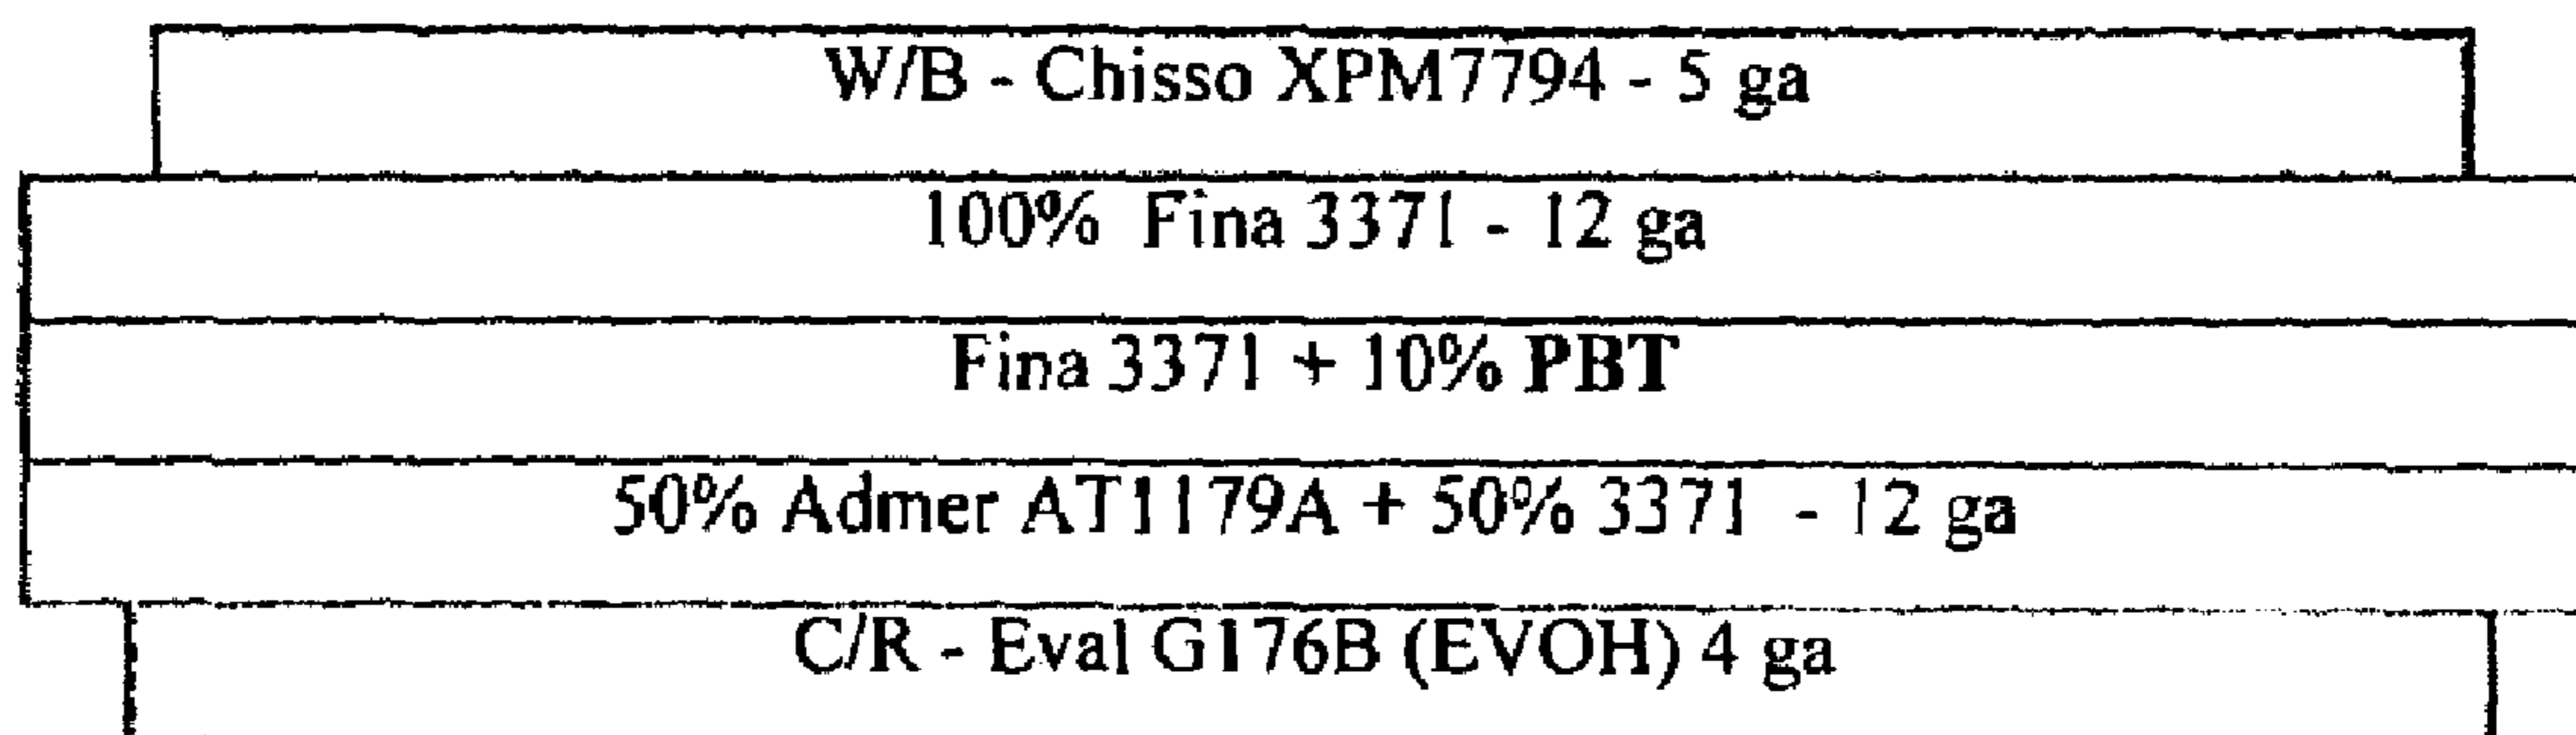 W/B - Chisso XPM7794 - 5 ga
100% Fina 3371 - 12 ga
Fina 3371 + 10% PBT
50% Admer AT1179A + 50% 3371 - 12 ga
C/R - Eval G176B (EVOH) 4 ga